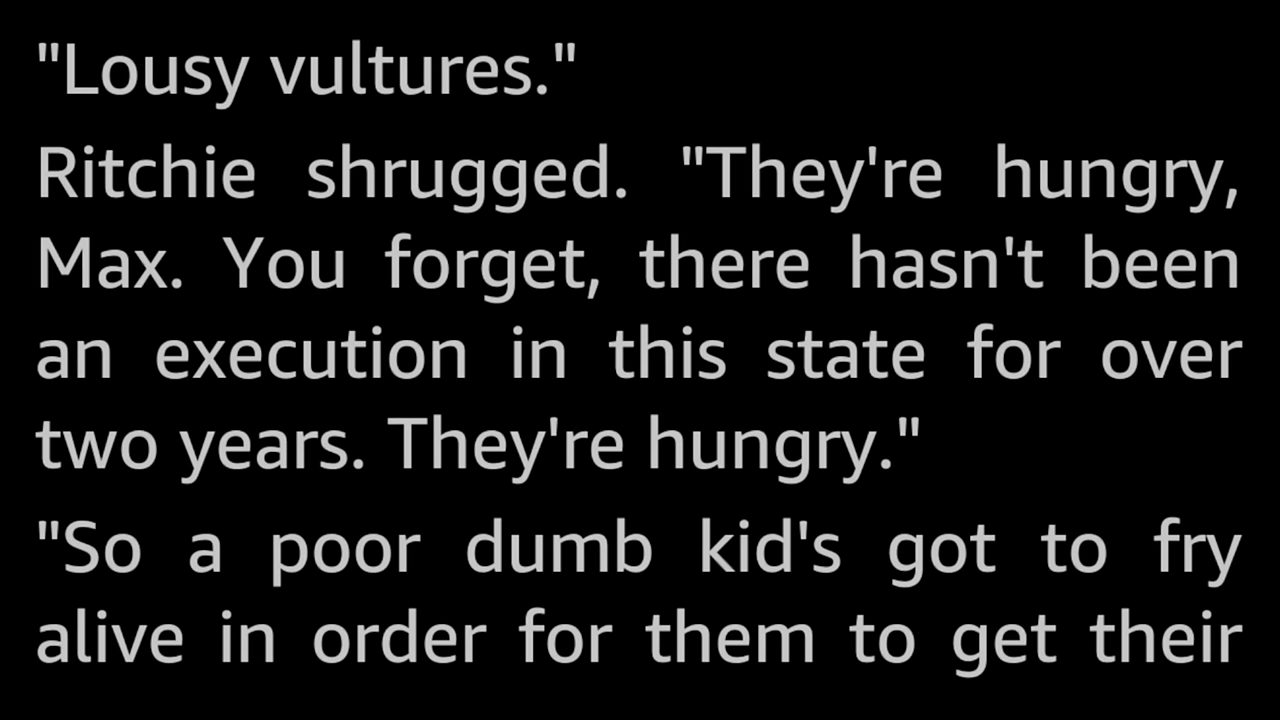 "Lousy vultures."
Ritchie shrugged. "They're hungry,
Max. You forget, there hasn't been
an execution in this state for over
two years. They're hungry."
"So a poor dumb kid's got to fry
alive in order for them to get their